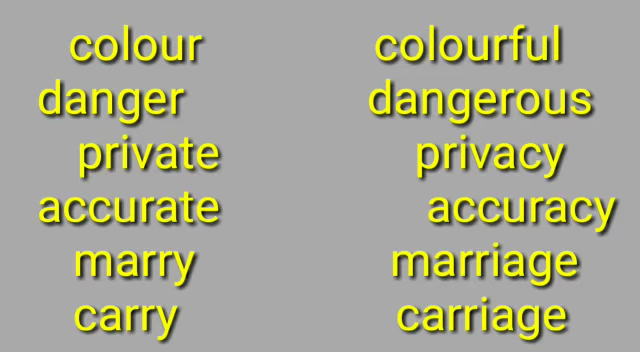 colour colourful
danger dangerous
private privacy
accurate accuracy
marry marriage
carry carriage